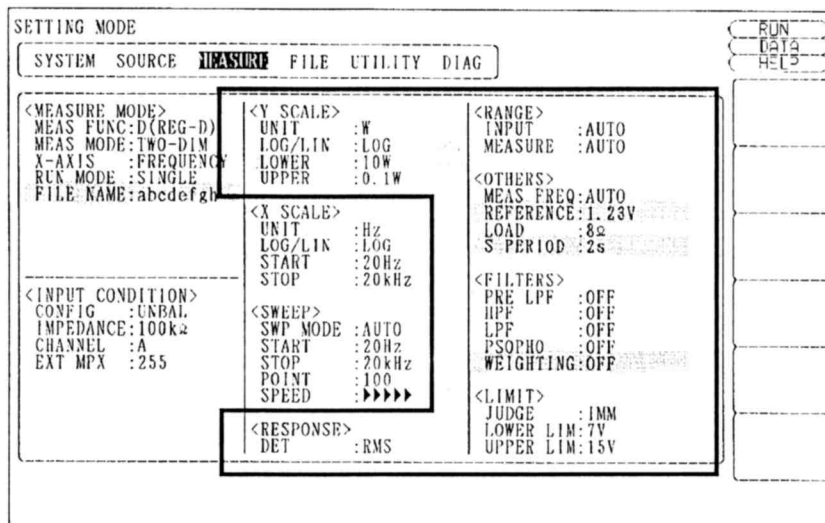 SETTING MODE
RUN
DATA
HELP
SYSTEM SOURCE MEASURE FILE UTILITY DIAG
<MEASURE MODE>
MEAS FUNC:D(REG-D)
MEAS MODE:TWO-DIM
X-AXIS :FREQUENCY
RUN MODE :SINGLE
FILE NAME:abcdefgh
<INPUT CONDITION>
CONFIG :UNBAL
IMPEDANCE:100kΩ
CHANNEL :A
EXT MPX :255
<Y SCALE>
UNIT :W
LOG/LIN :LOG
LOWER :10W
UPPER :0.1W
<X SCALE>
UNIT :Hz
LOG/LIN :LOG
START :20Hz
STOP :20kHz
<SWEEP>
SWP MODE :AUTO
START :20Hz
STOP :20kHz
POINT :100
SPEED :
<RESPONSE>
DET :RMS
<RANGE>
INPUT :AUTO
MEASURE :AUTO
<OTHERS>
MEAS FREQ:AUTO
REFERENCE:1.23V
LOAD :8Ω
S PERIOD :2s
<FILTERS>
PRE LPF :OFF
HPF :OFF
LPF :OFF
PSOPHO :OFF
WEIGHTING:OFF
<LIMIT>
JUDGE :IMM
LOWER LIM:7V
UPPER LIM:15V